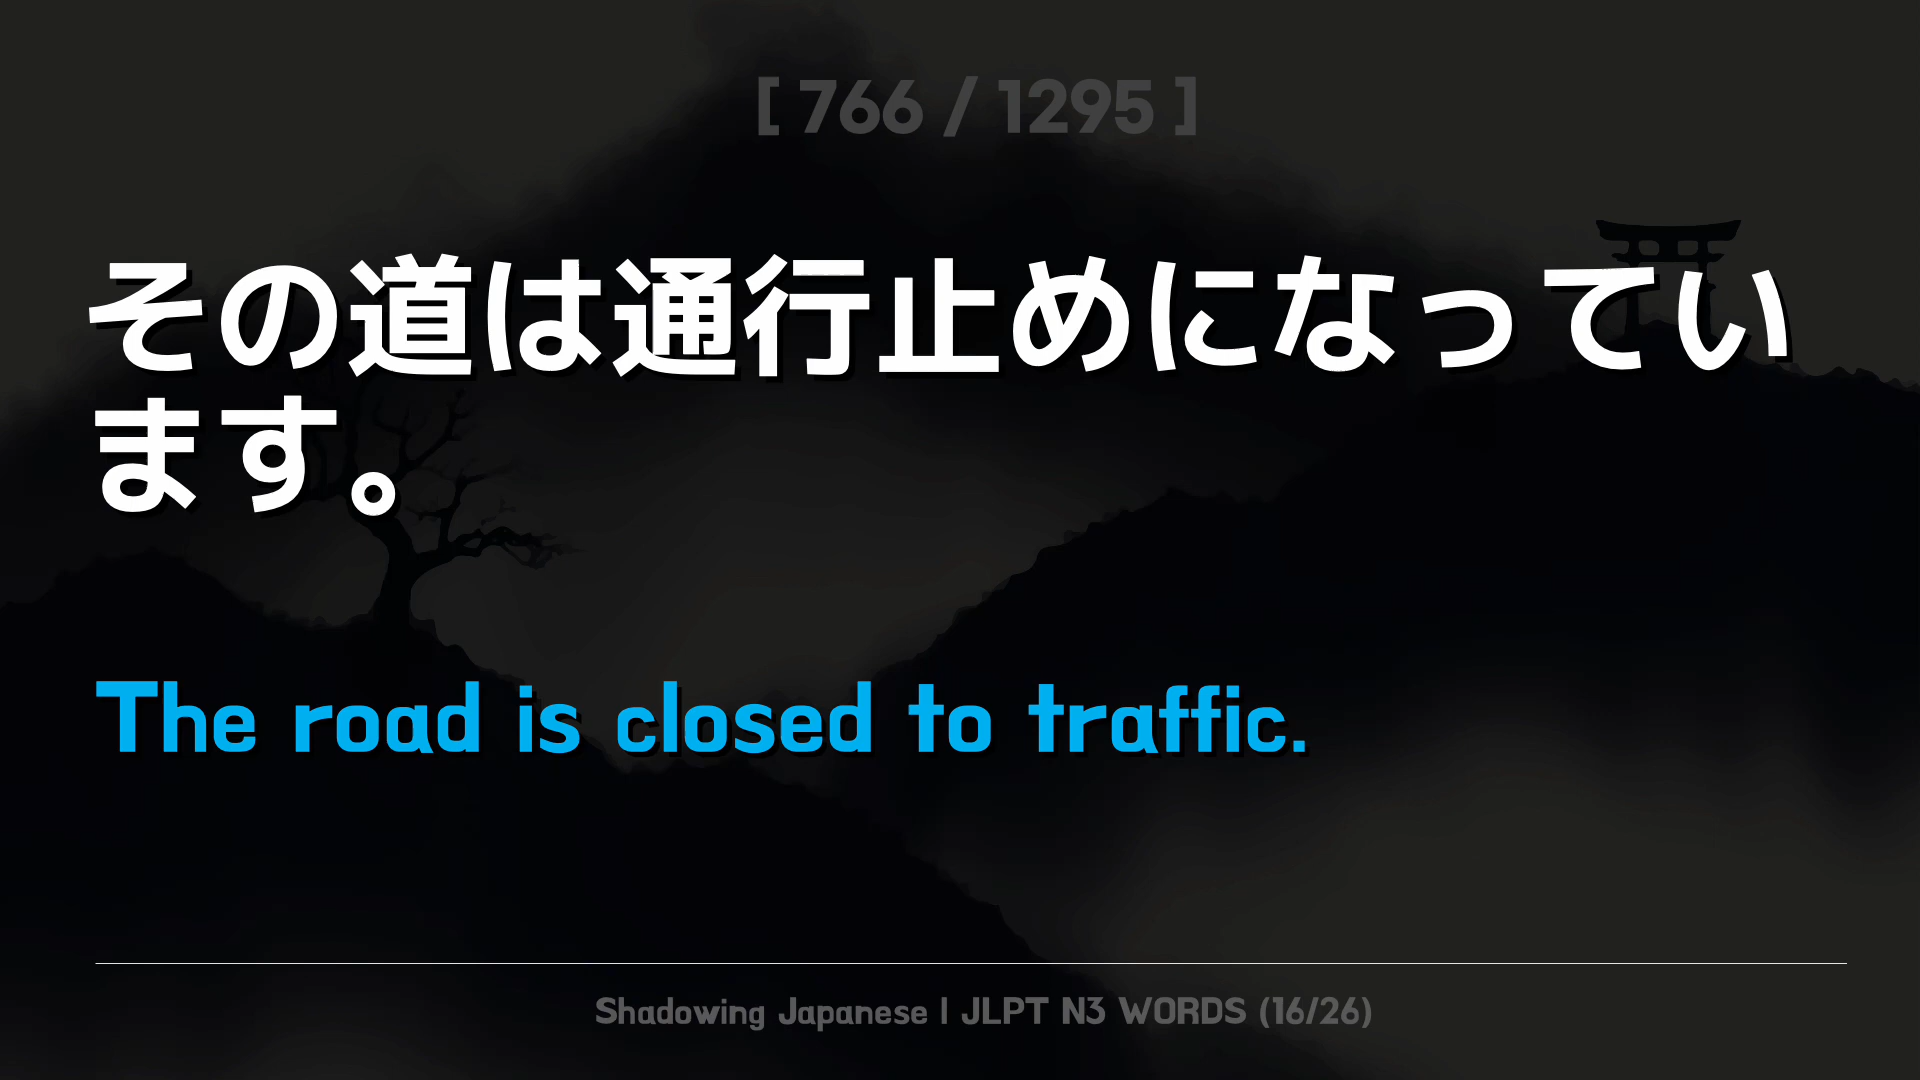 [ 766 / 1295 ]
その道は通行止めになってい
ます。
The road is closed to traffic.
Shadowing Japanese | JLPT N3 WORDS (16/26)